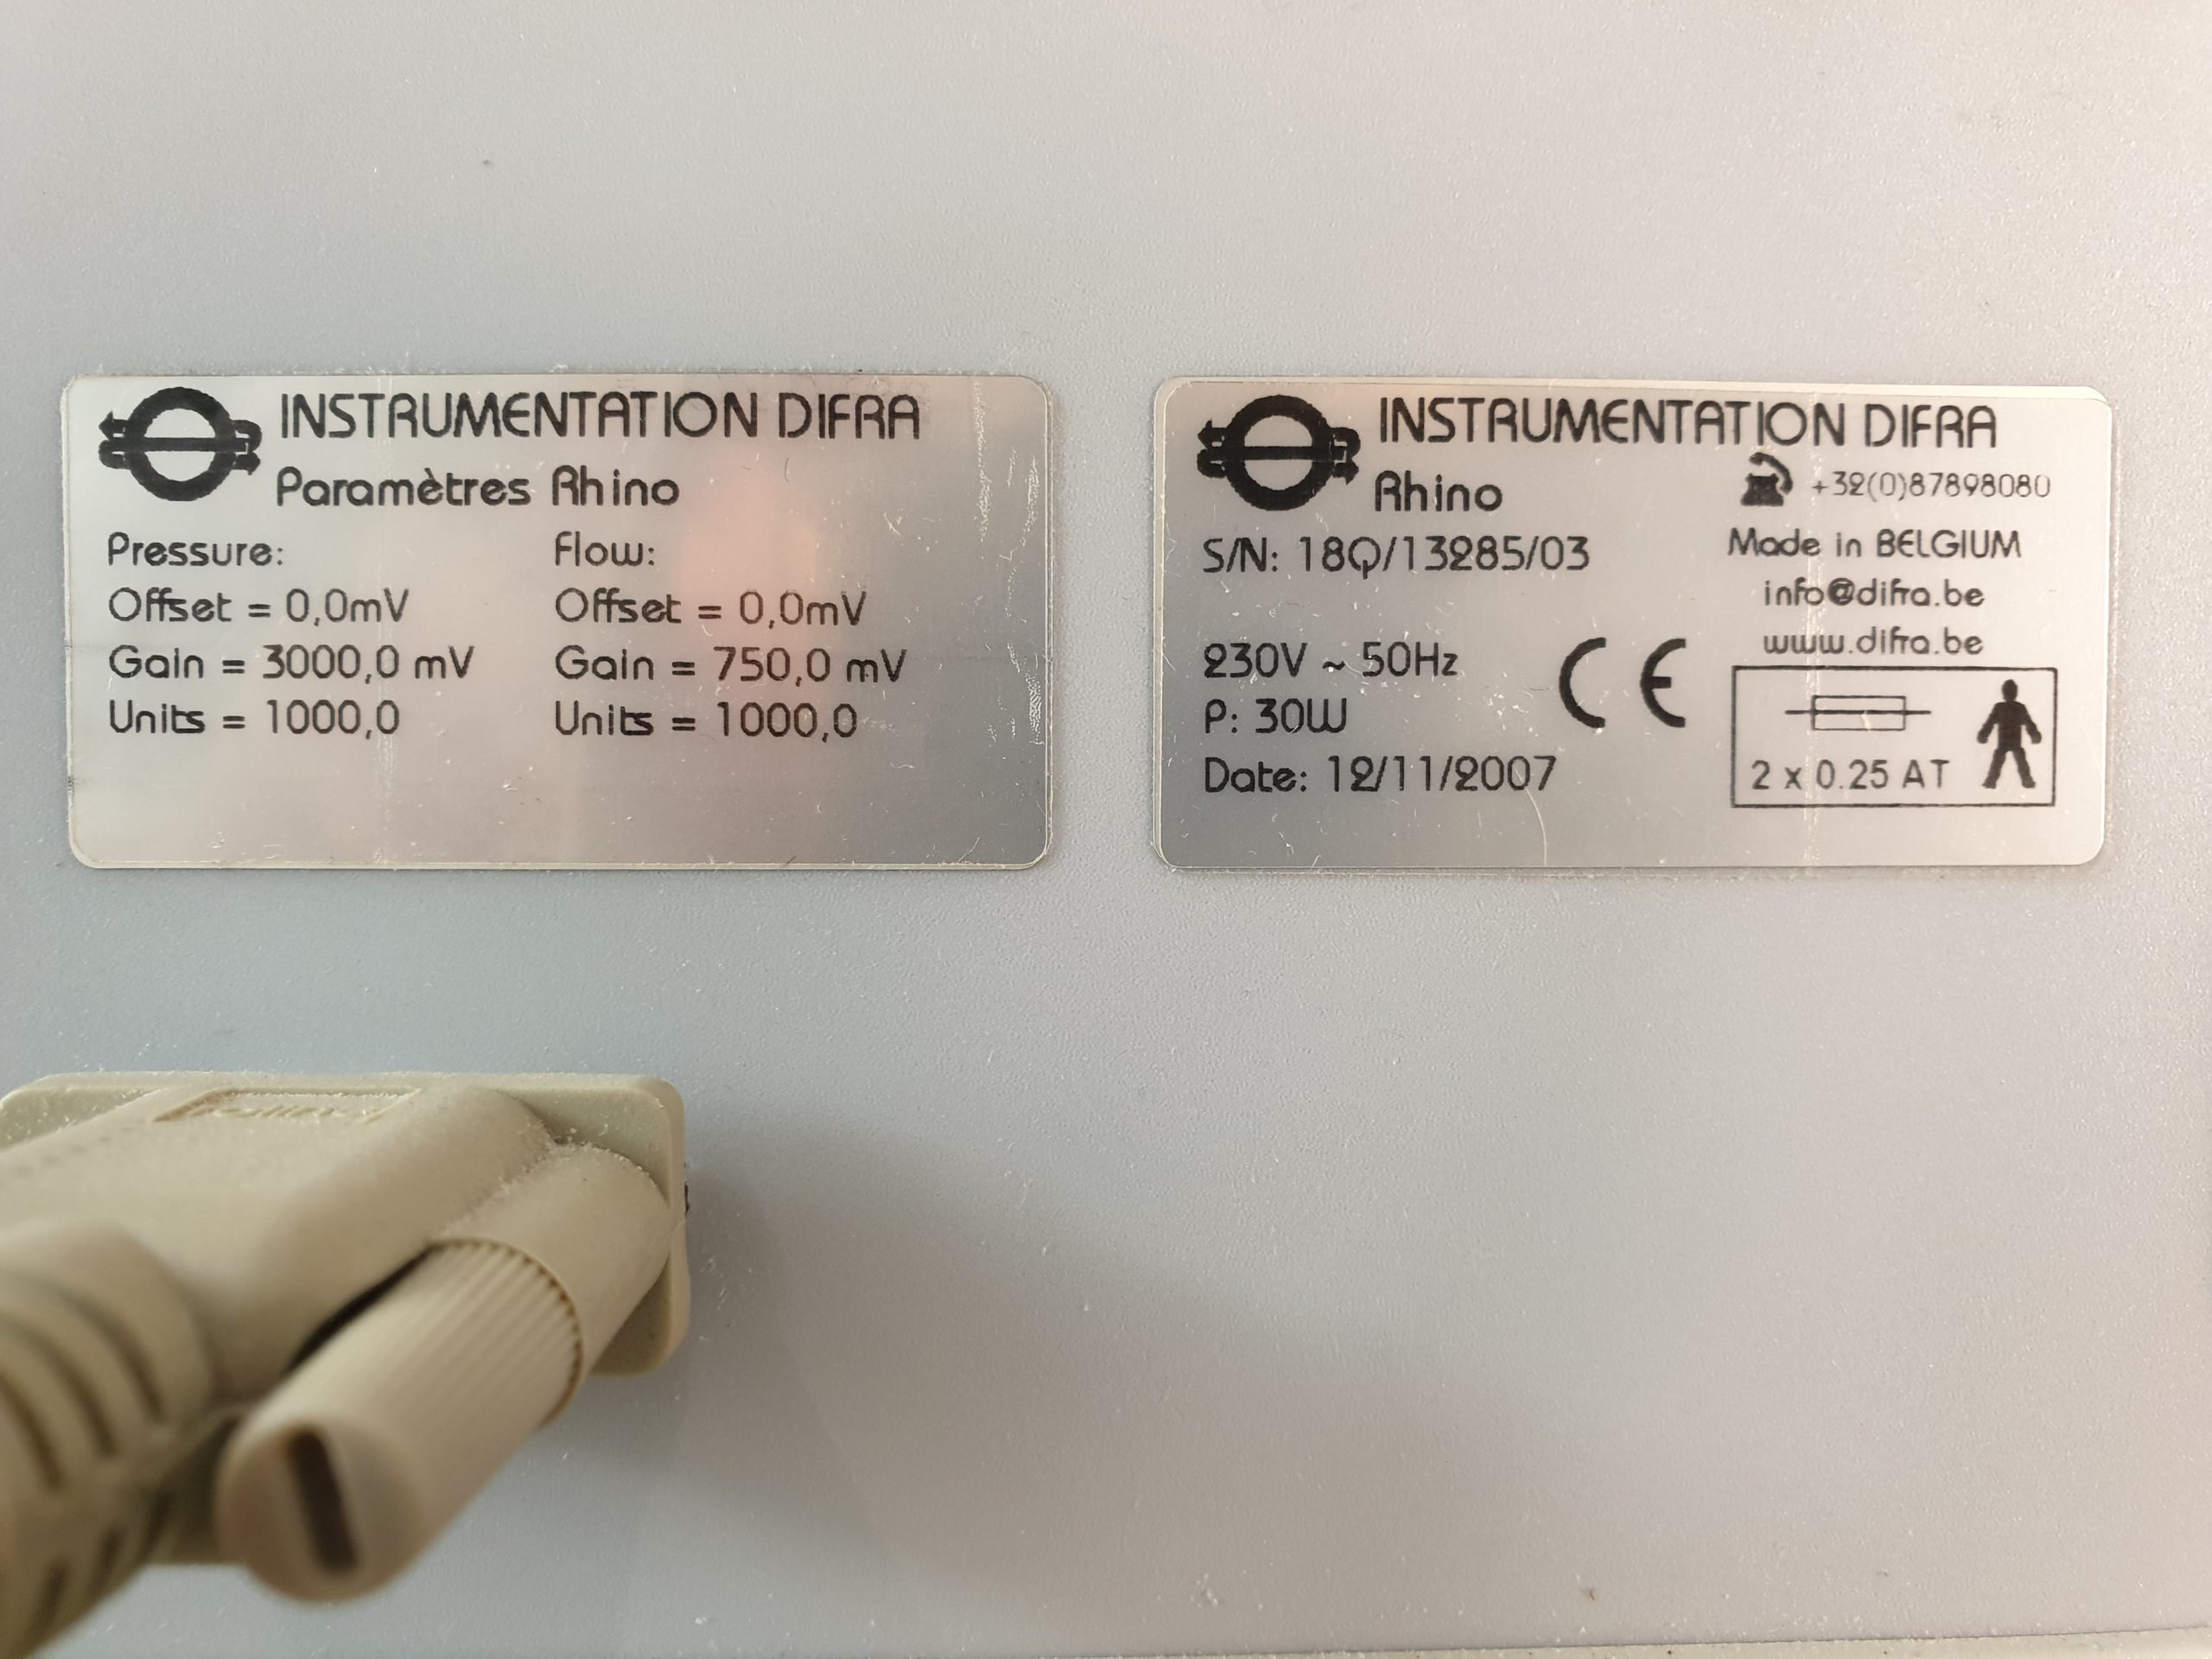 INSTRUMENTATION DIFRA
Paramètres Rhino
Pressure:
Offset = 0,0mV
Gain = 3000,0 mV
Units = 1000,0
Flow:
Offset = 0,0mV
Gain = 750,0 mV
Units = 1000,0
INSTRUMENTATION DIFRA
Rhino
+32(0)87898080
S/N: 18Q/13285/03
Made in BELGIUM
info@difra.be
www.difra.be
230V ~ 50Hz
P: 30W
CE
Date: 12/11/2007
2 x 0.25 AT